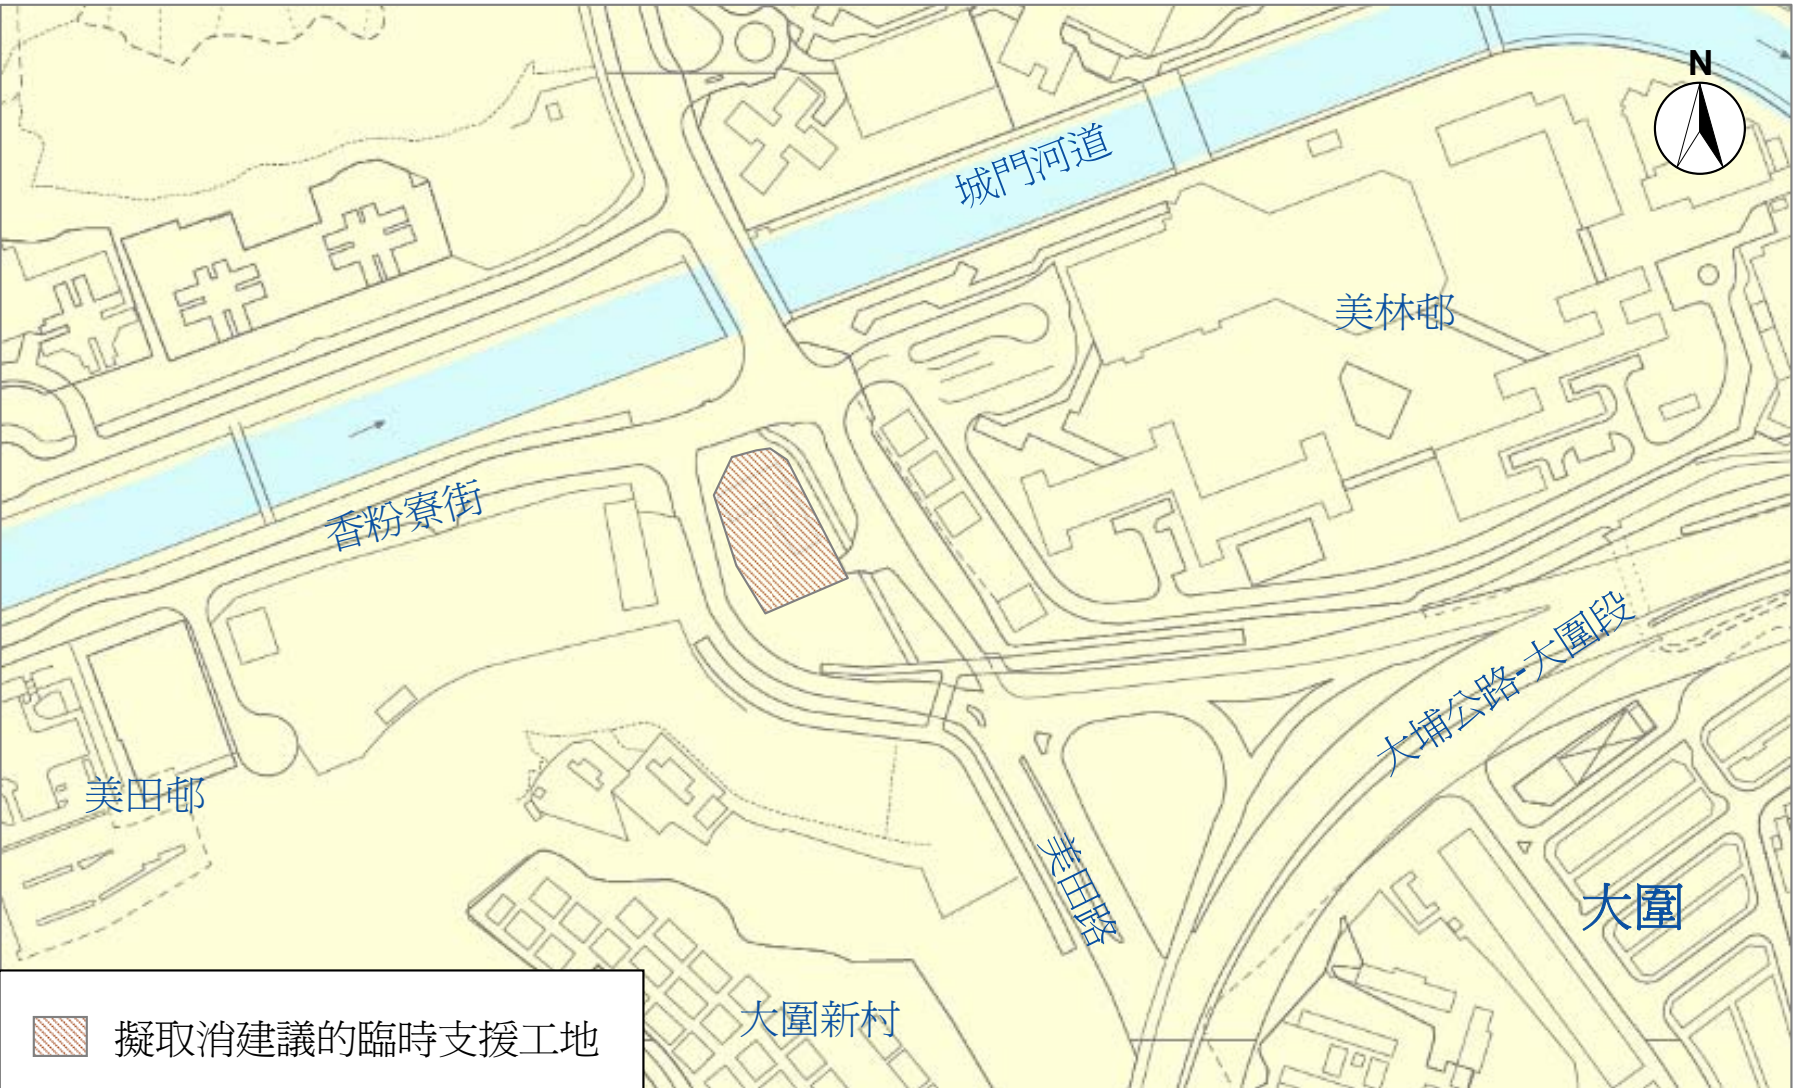 N
城門河道
美林邨
香粉寮街
大埔公路-大圍段
美田邨
美田路
大圍
大圍新村
擬取消建議的臨時支援工地